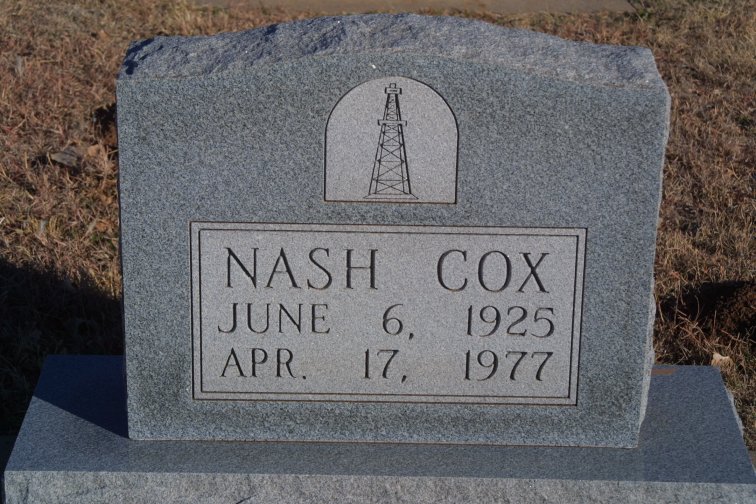 NASH COX
JUNE 6, 1925
APR. 17, 1977